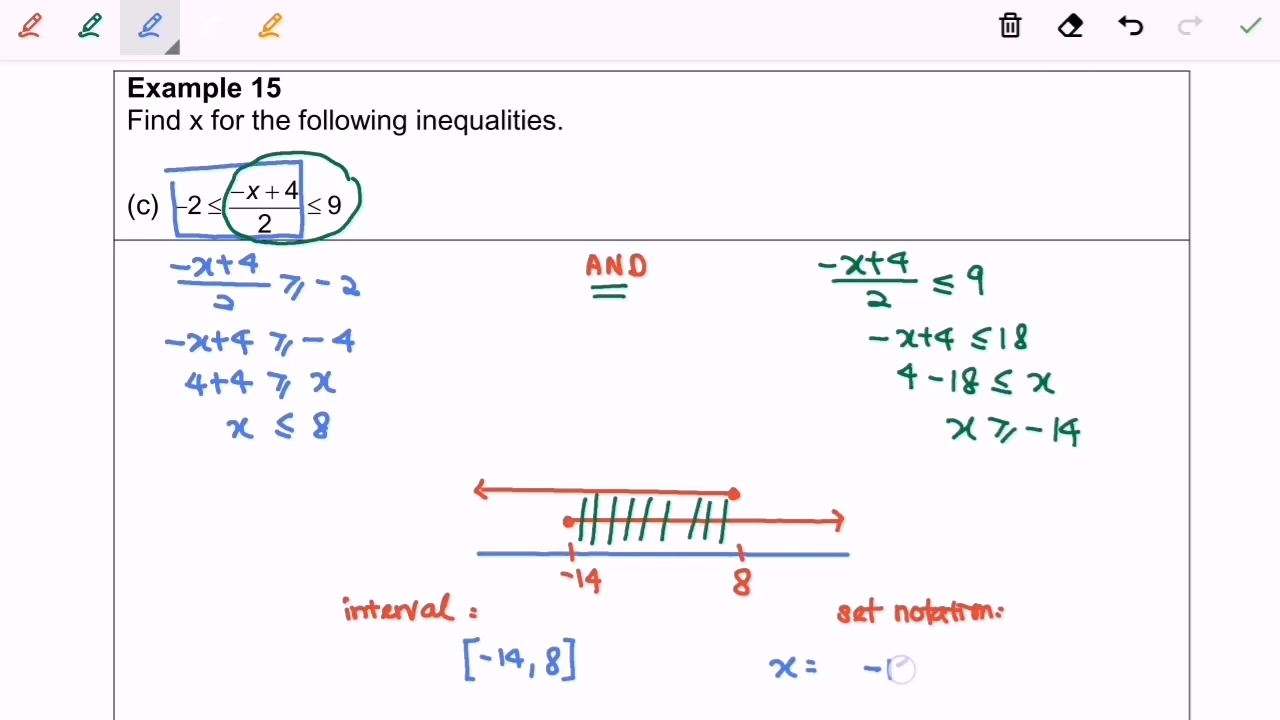 Example 15
Find x for the following inequalities.
(c) -2 ≤ (-x + 4)/2 ≤ 9
(-x+4)/2 ≥ -2
-x+4 ≥ -4
4+4 ≥ x
x ≤ 8
AND
(-x+4)/2 ≤ 9
-x+4 ≤ 18
4 - 18 ≤ x
x ≥ -14
-14 8
interval :
[-14, 8]
set notation:
x = -1